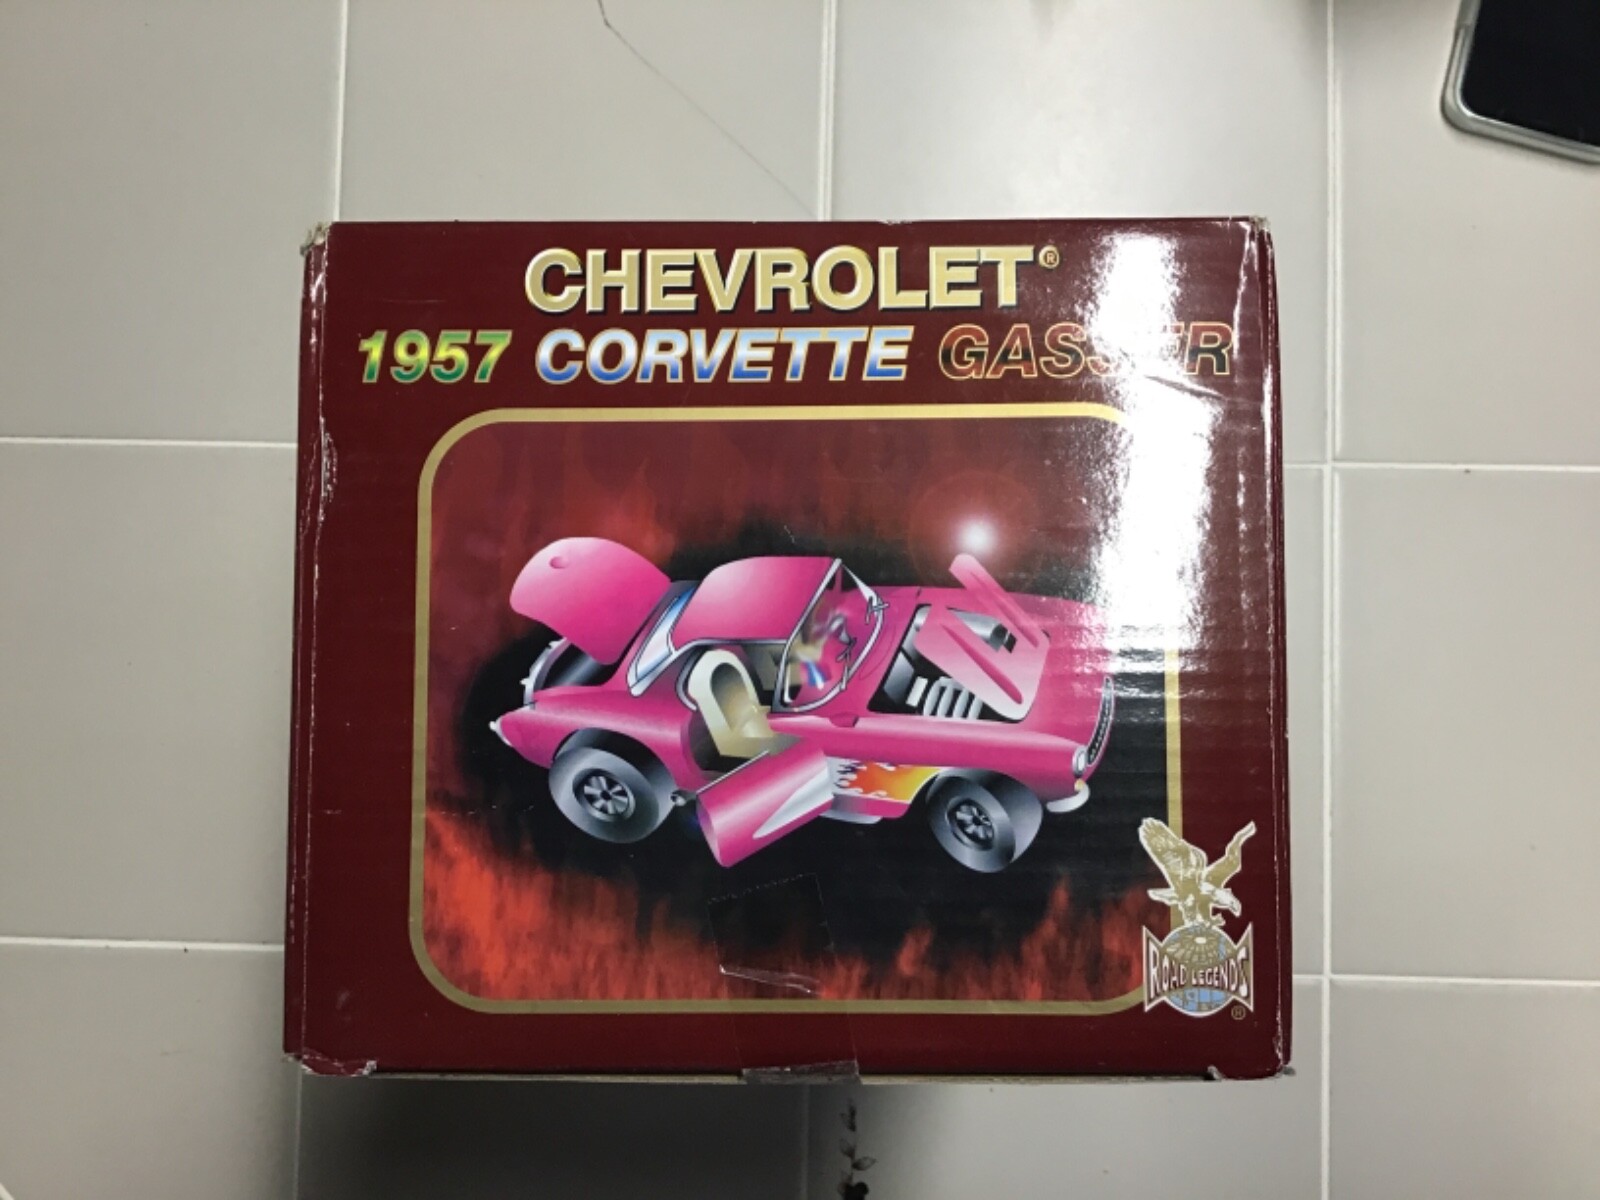 CHEVROLET®
1957 CORVETTE GASSER
ROAD LEGENDS
®